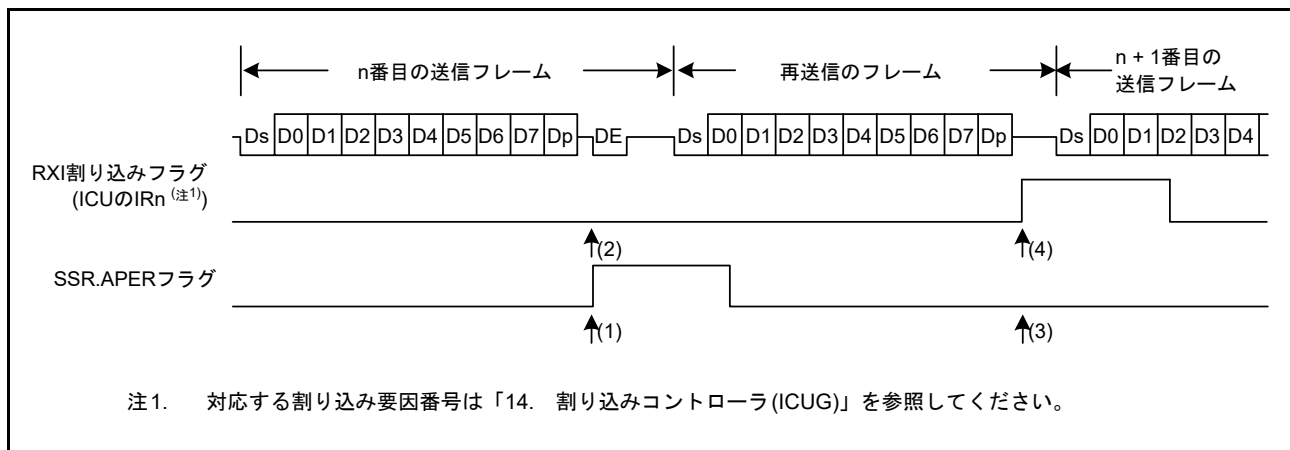 n番目の送信フレーム
再送信のフレーム
n + 1番目の
送信フレーム
Ds D0 D1 D2 D3 D4 D5 D6 D7 Dp DE Ds D0 D1 D2 D3 D4 D5 D6 D7 Dp Ds D0 D1 D2 D3 D4
RXI割り込みフラグ
(ICUのIRn (注1))
(2) (4)
SSR.APERフラグ
(1) (3)
注1. 対応する割り込み要因番号は「14. 割り込みコントローラ(ICUG)」を参照してください。